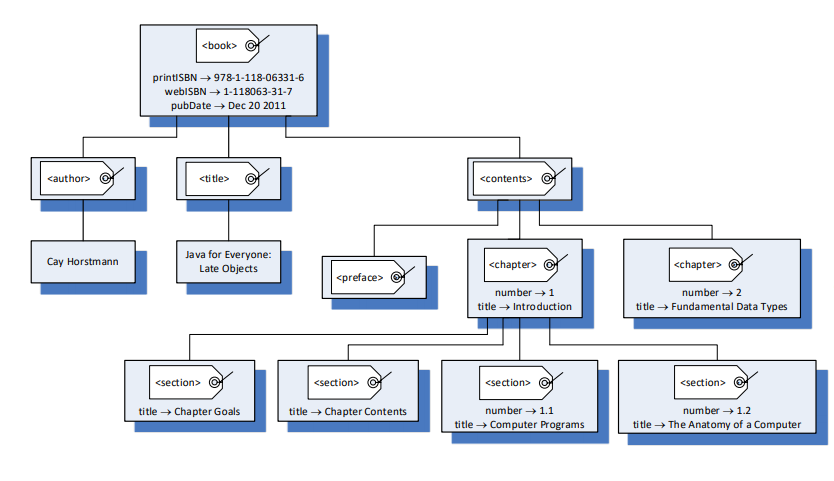 <book>
printISBN → 978-1-118-06331-6
webISBN → 1-118063-31-7
pubDate → Dec 20 2011
<author>
<title>
<contents>
Cay Horstmann
Java for Everyone:
Late Objects
<preface>
<chapter>
number → 1
title → Introduction
<chapter>
number → 2
title → Fundamental Data Types
<section>
title → Chapter Goals
<section>
title → Chapter Contents
<section>
number → 1.1
title → Computer Programs
<section>
number → 1.2
title → The Anatomy of a Computer